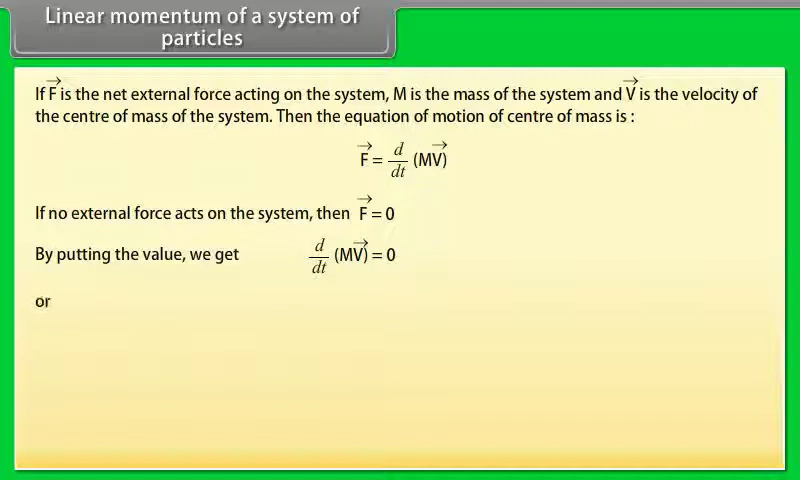 Linear momentum of a system of
particles
If F⃗ is the net external force acting on the system, M is the mass of the system and V⃗ is the velocity of
the centre of mass of the system. Then the equation of motion of centre of mass is :
F⃗ = d/dt (MV⃗)
If no external force acts on the system, then F⃗ = 0
By putting the value, we get d/dt (MV⃗) = 0
or